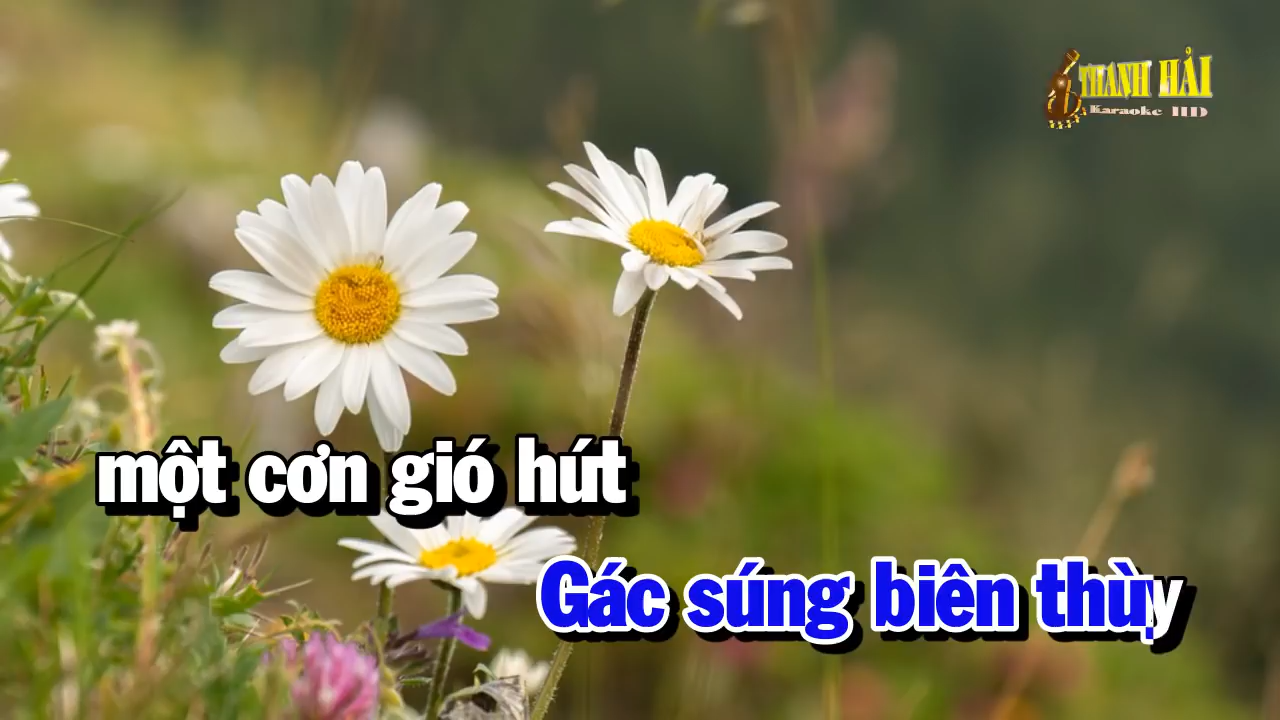 THANH HẢI
Karaoke HD
một cơn gió hút
Gác súng biên thùy